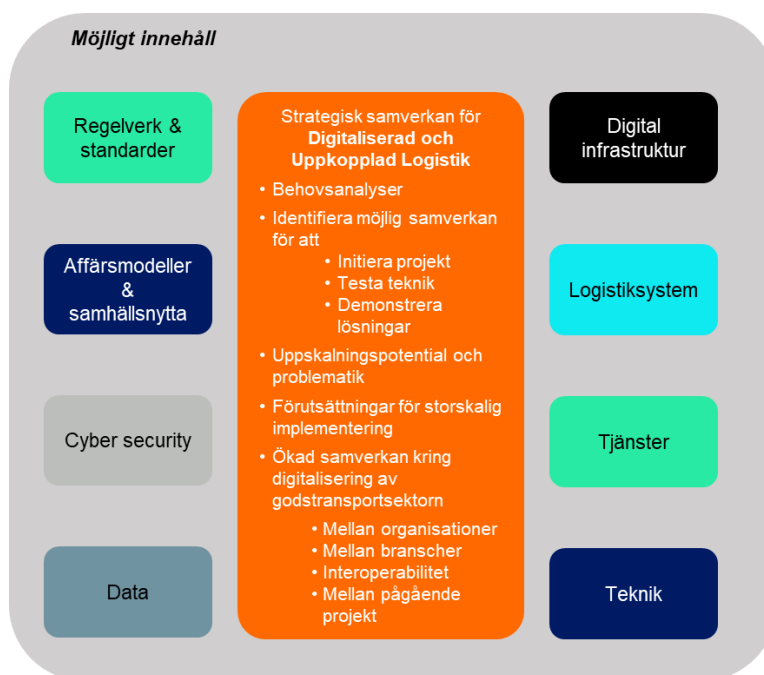 Möjligt innehåll
Regelverk &
standarder
Affärsmodeller
&
samhällsnytta
Cyber security
Data
Strategisk samverkan för
Digitaliserad och
Uppkopplad Logistik
• Behovsanalyser
• Identifiera möjlig samverkan
för att
• Initiera projekt
• Testa teknik
• Demonstrera
lösningar
• Uppskalningspotential och
problematik
• Förutsättningar för storskalig
implementering
• Ökad samverkan kring
digitalisering av
godstransportsektorn
• Mellan organisationer
• Mellan branscher
• Interoperabilitet
• Mellan pågående
projekt
Digital
infrastruktur
Logistiksystem
Tjänster
Teknik